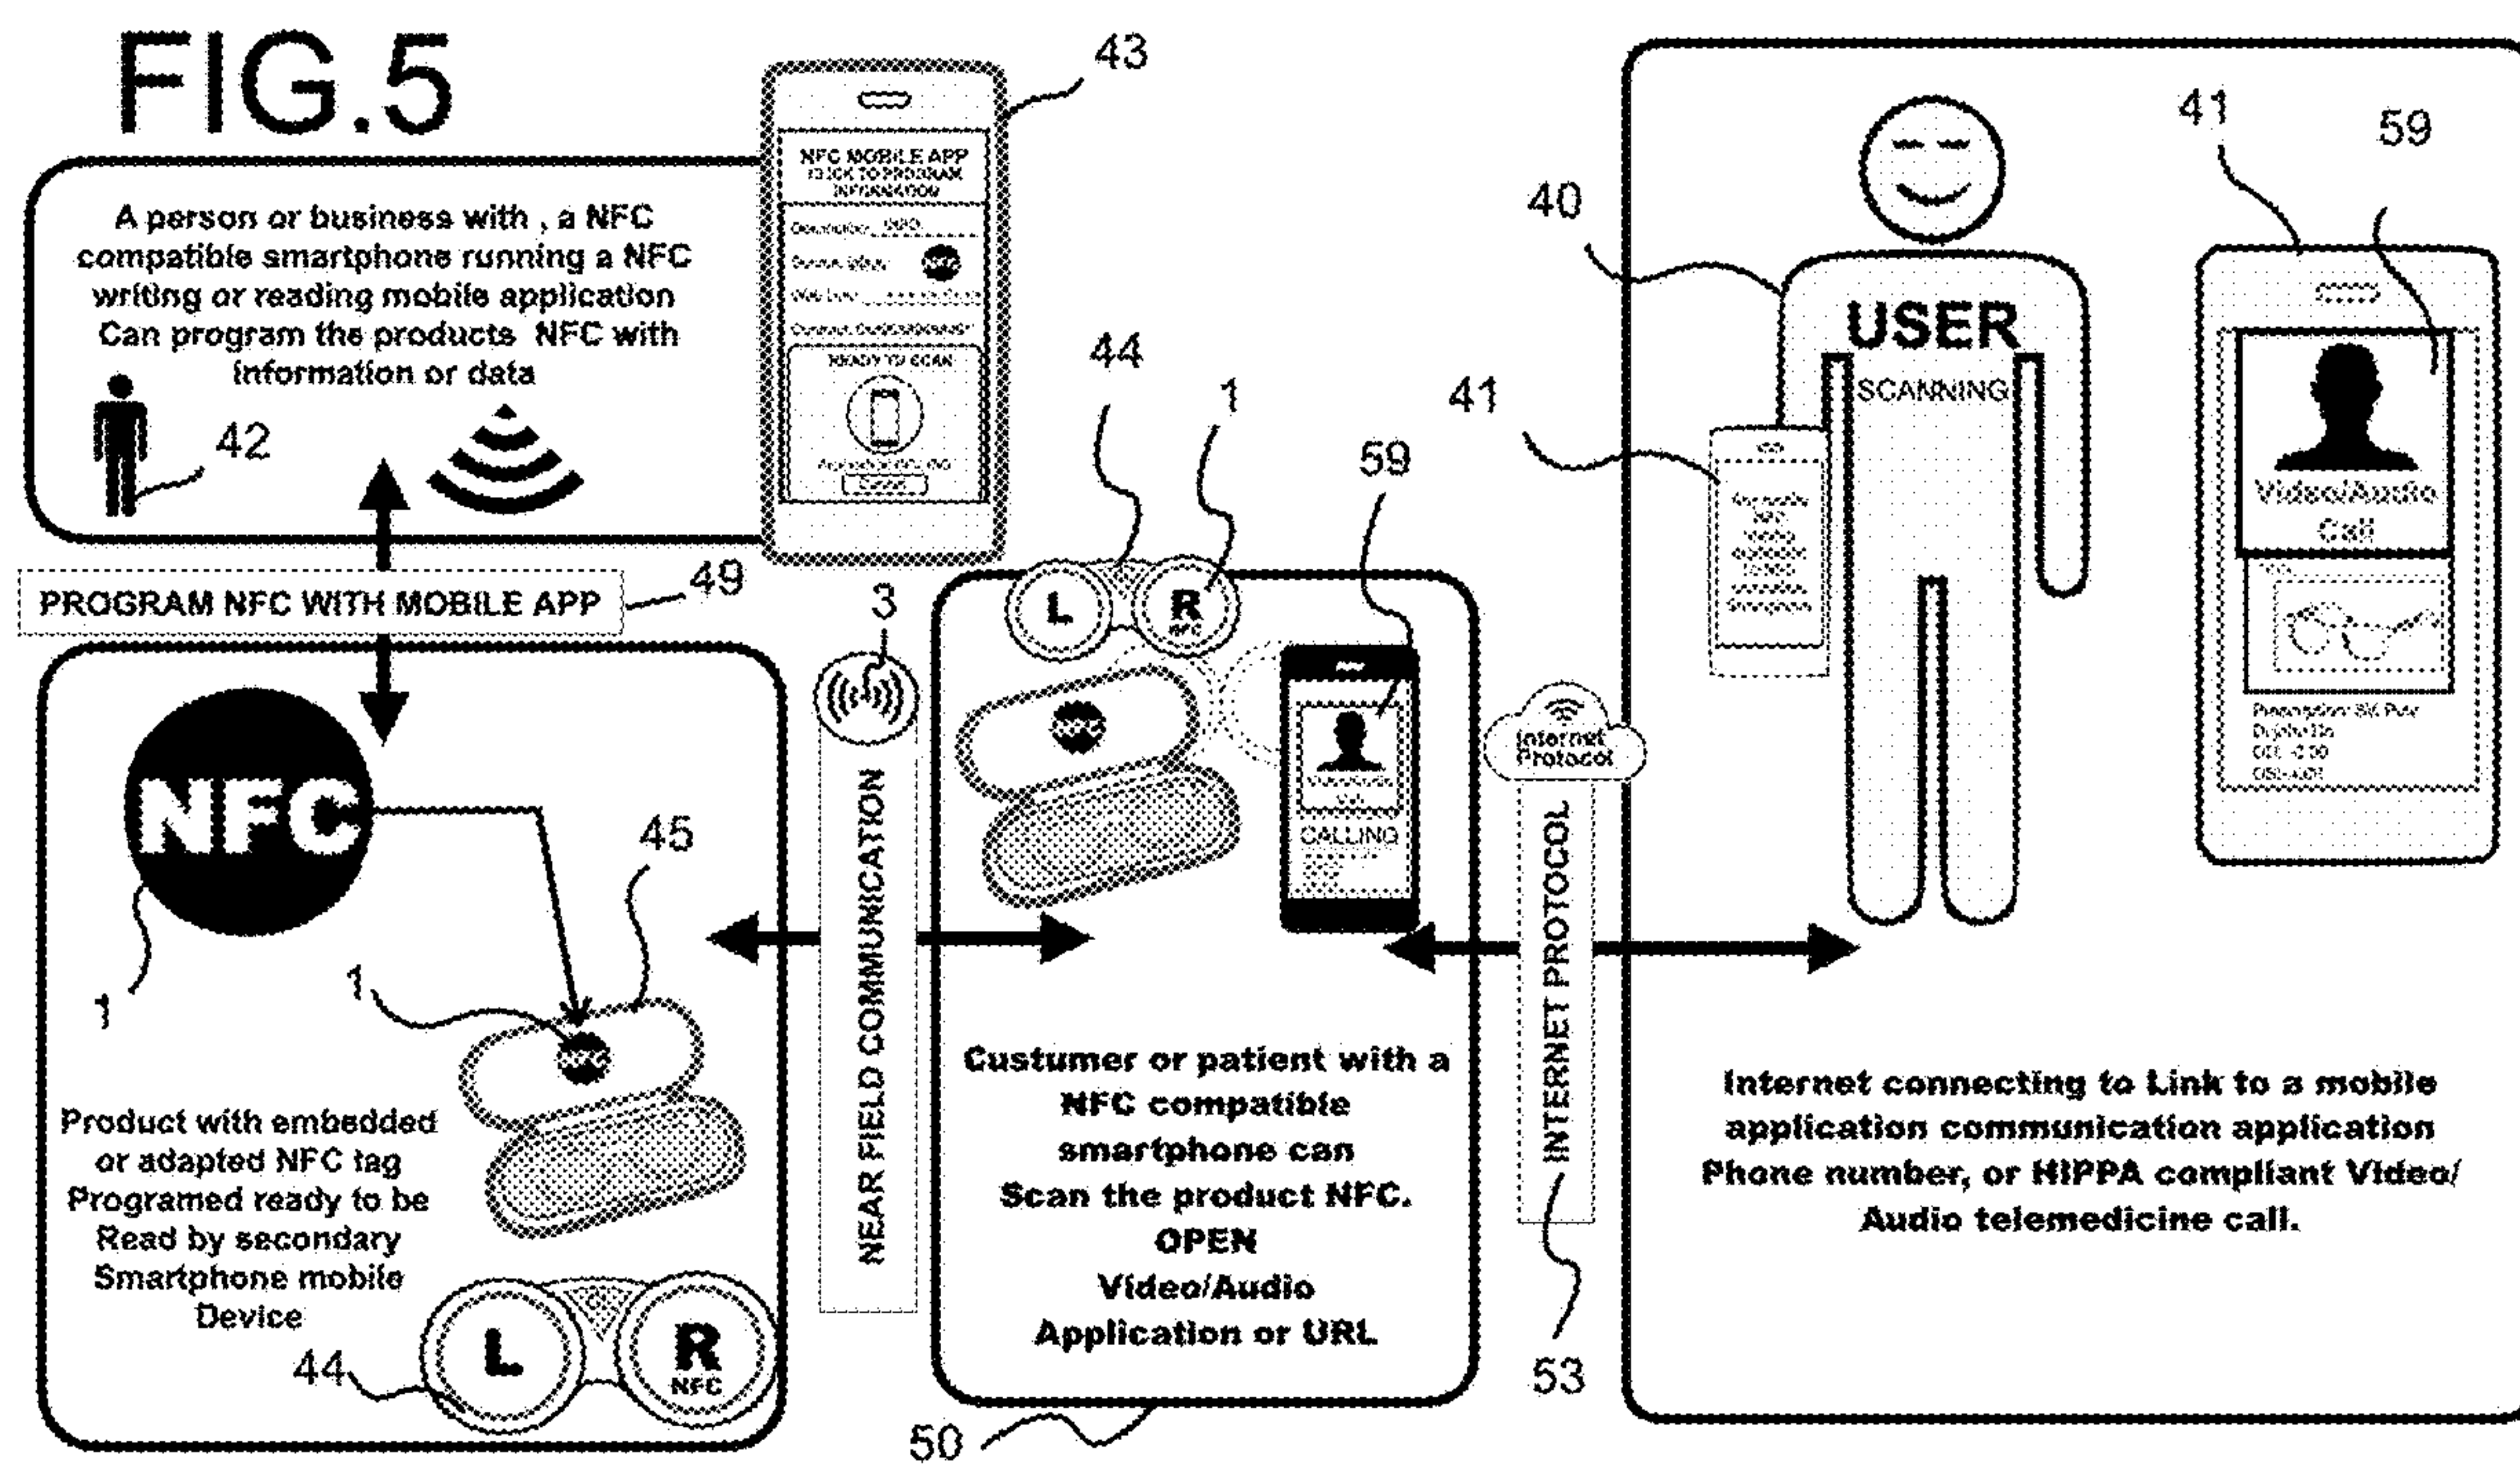 FIG.5
43
A person or business with , a NFC
compatible smartphone running a NFC
writing or reading mobile application
Can program the products NFC with
information or data
42
NFC MOBILE APP
CLICK TO PROGRAM
INFORMATION
READY TO SCAN
PROGRAM NFC WITH MOBILE APP
49
NFC
1
1
45
Product with embedded
or adapted NFC tag
Programed ready to be
Read by secondary
Smartphone mobile
Device
L
R
NFC
44
3
NEAR FIELD COMMUNICATION
44
1
59
L
R
NFC
CALLING
Custumer or patient with a
NFC compatible
smartphone can
Scan the product NFC.
OPEN
Video/Audio
Application or URL
50
Internet
Protocol
INTERNET PROTOCOL
53
40
41
USER
SCANNING
41
59
Video/Audio
Call
Internet connecting to Link to a mobile
application communication application
Phone number, or HIPPA compliant Video/
Audio telemedicine call.